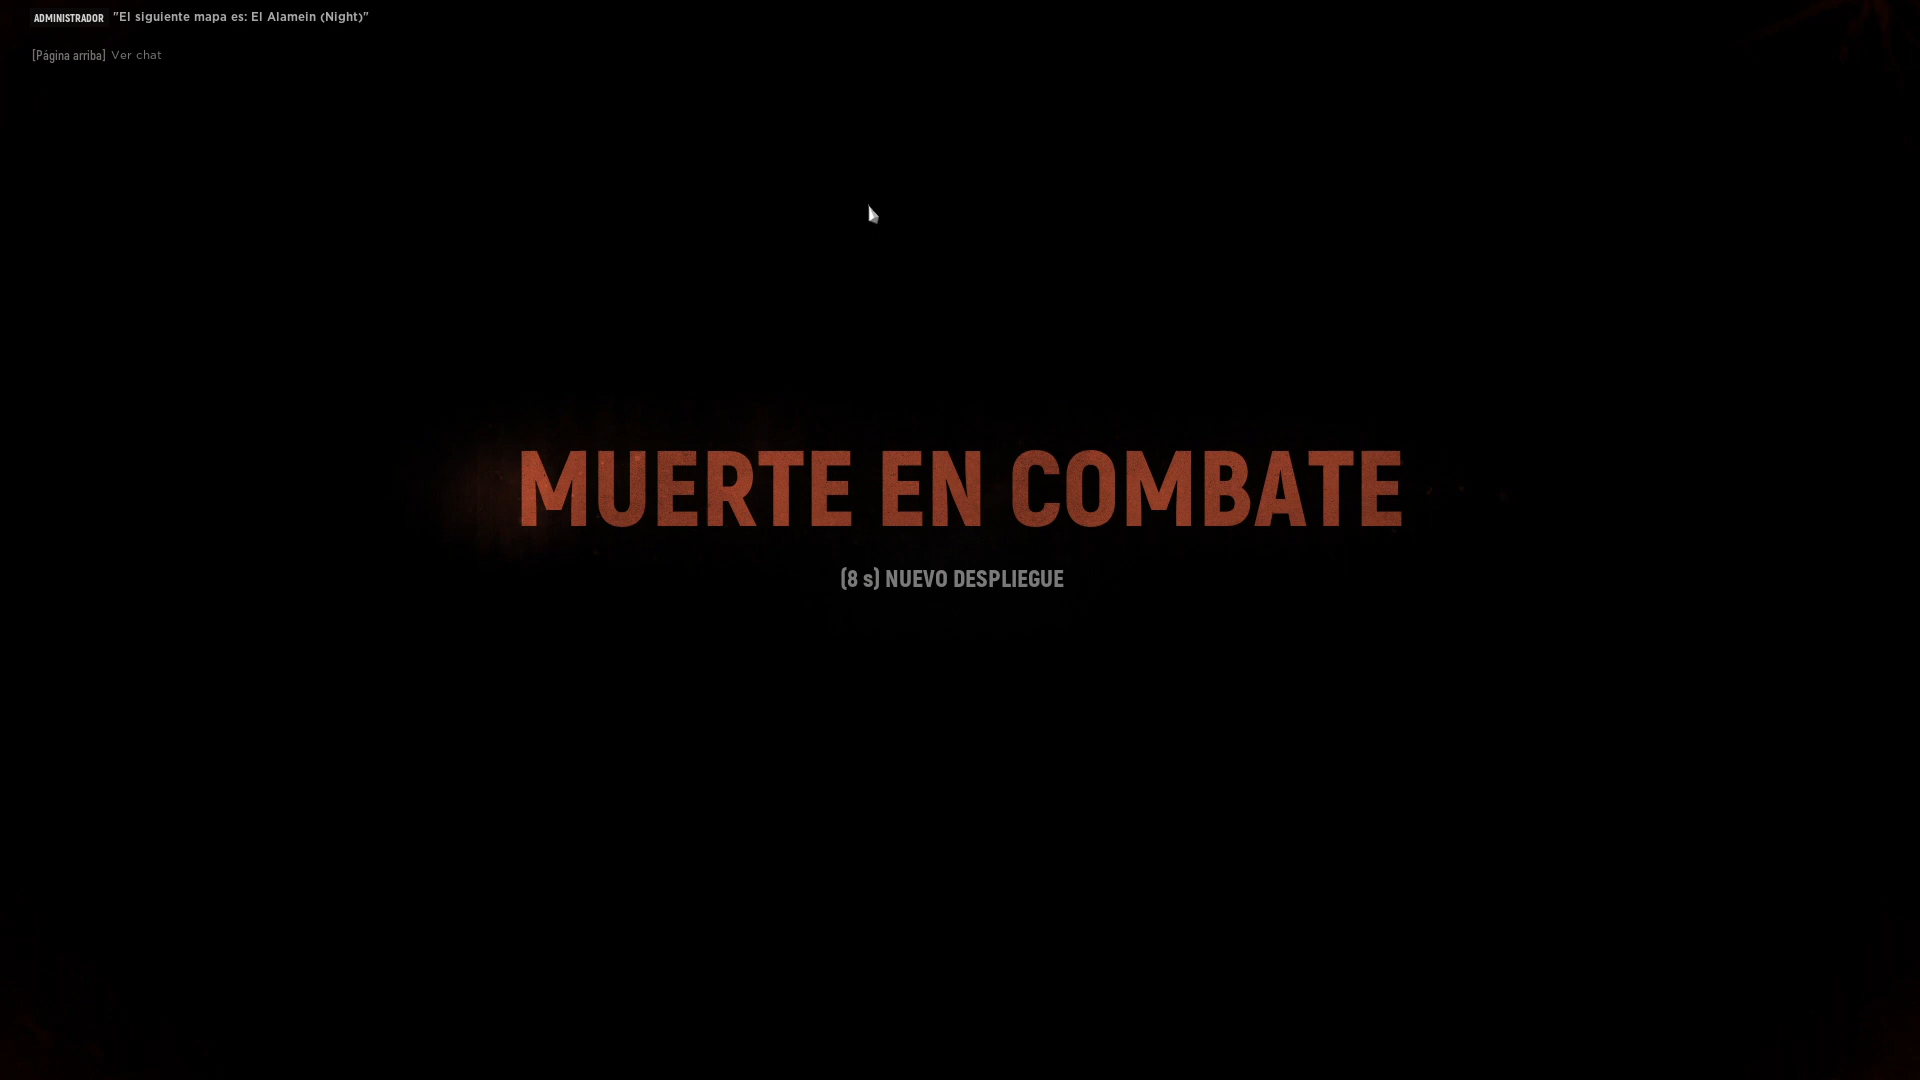 ADMINISTRADOR "El siguiente mapa es: El Alamein (Night)"
[Página arriba] Ver chat
MUERTE EN COMBATE
(8 s) NUEVO DESPLIEGUE